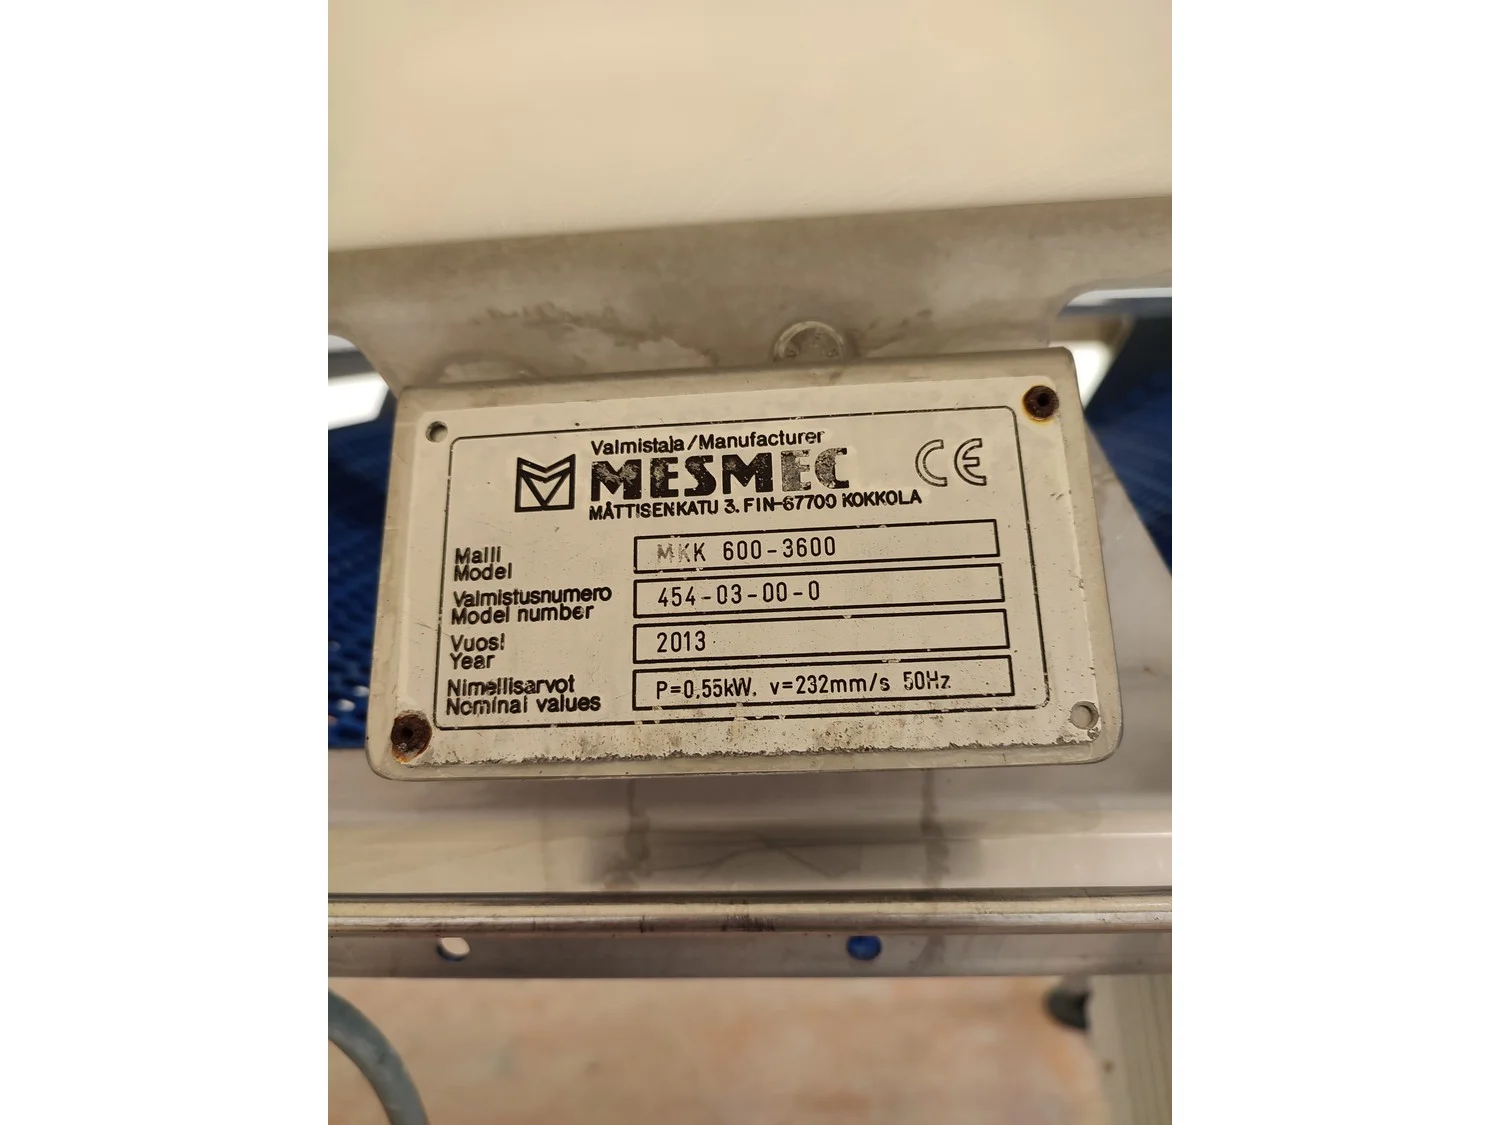 Valmistaja/Manufacturer
MESMEC
CE
MATTISENKATU 3. FIN-67700 KOKKOLA
Malli
Model
MKK 600-3600
Valmistusnumero
Model number
454-03-00-0
Vuosi
Year
2013
Nimellisarvot
Nominal values
P=0,55kW, v=232mm/s 50Hz